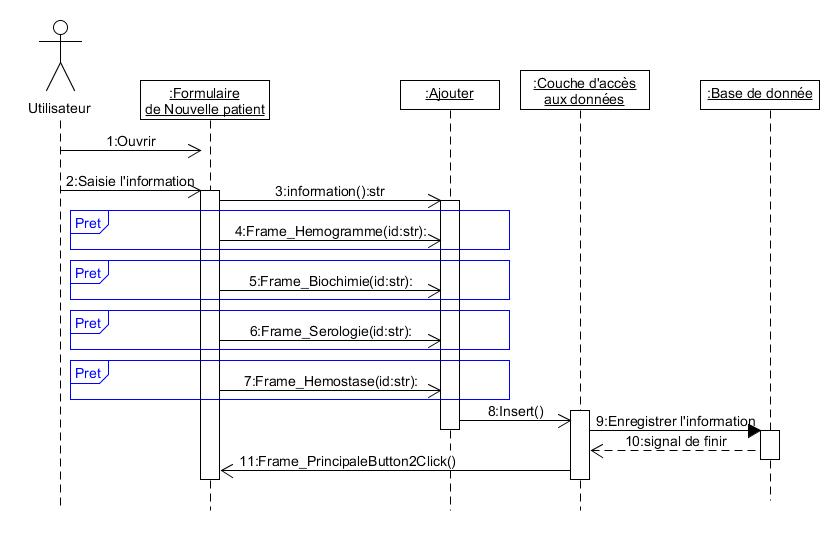 Utilisateur
:Formulaire
de Nouvelle patient
:Ajouter
:Couche d'accès
aux données
:Base de donnée
1:Ouvrir
2:Saisie l'information
3:information():str
Pret
4:Frame_Hemogramme(id:str):
Pret
5:Frame_Biochimie(id:str):
Pret
6:Frame_Serologie(id:str):
Pret
7:Frame_Hemostase(id:str):
8:Insert()
9:Enregistrer l'information
10:signal de finir
11:Frame_PrincipaleButton2Click()